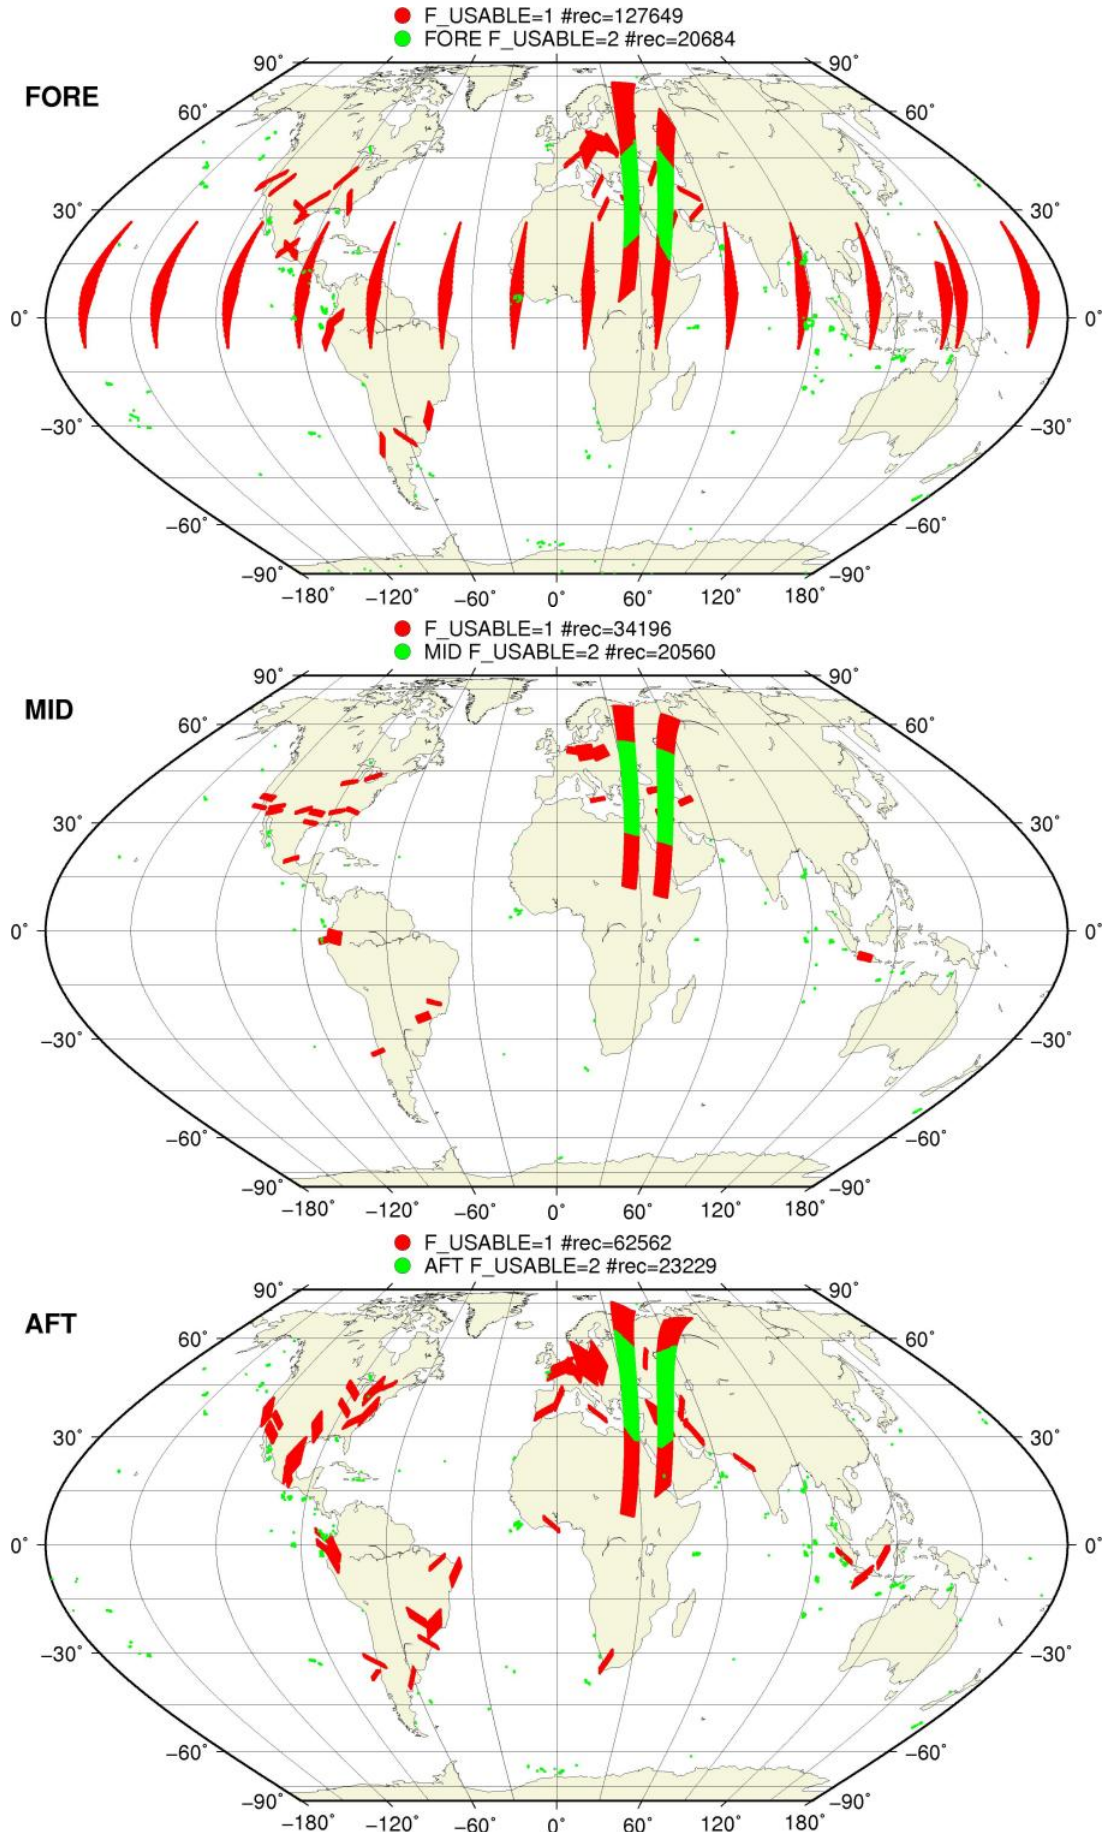 F_USABLE=1 #rec=127649
FORE F_USABLE=2 #rec=20684
FORE
90° 90°
60° 60°
30° 30°
0° 0°
−30° −30°
−60° −60°
−90° −90°
−180° −120° −60° 0° 60° 120° 180°
F_USABLE=1 #rec=34196
MID F_USABLE=2 #rec=20560
MID
90° 90°
60° 60°
30° 30°
0° 0°
−30° −30°
−60° −60°
−90° −90°
−180° −120° −60° 0° 60° 120° 180°
F_USABLE=1 #rec=62562
AFT F_USABLE=2 #rec=23229
AFT
90° 90°
60° 60°
30° 30°
0° 0°
−30° −30°
−60° −60°
−90° −90°
−180° −120° −60° 0° 60° 120° 180°